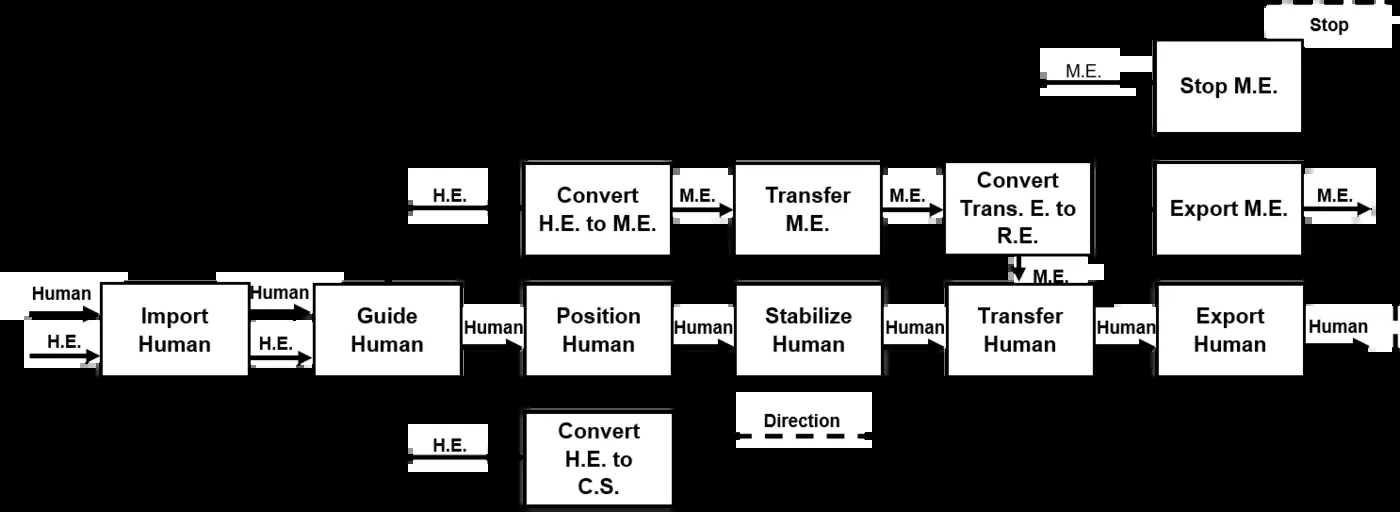 Stop
M.E.
Stop M.E.
H.E.
Convert
H.E. to M.E.
M.E.
Transfer
M.E.
M.E.
Convert
Trans. E. to
R.E.
Export M.E.
M.E.
M.E.
Human
H.E.
Import
Human
Human
H.E.
Guide
Human
Human
Position
Human
Human
Stabilize
Human
Human
Transfer
Human
Human
Export
Human
Human
H.E.
Convert
H.E. to
C.S.
Direction